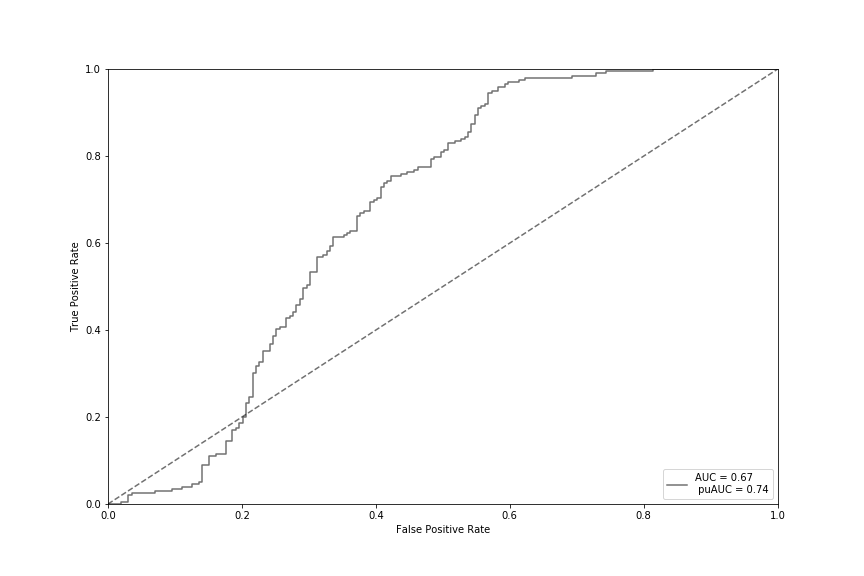 1.0
0.8
0.6
0.4
0.2
0.0
True Positive Rate
AUC = 0.67
puAUC = 0.74
0.0 0.2 0.4 0.6 0.8 1.0
False Positive Rate